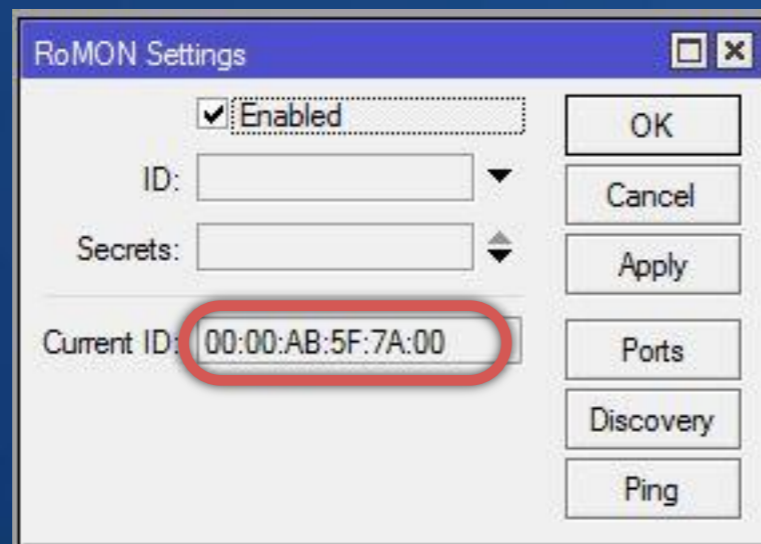 RoMON Settings
Enabled
OK
ID:
Cancel
Secrets:
Apply
Current ID: 00:00:AB:5F:7A:00
Ports
Discovery
Ping